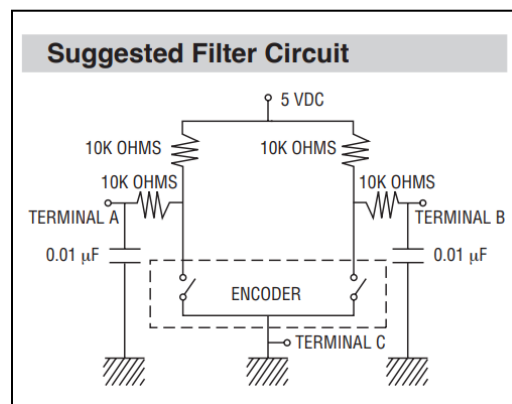 Suggested Filter Circuit
5 VDC
10K OHMS
10K OHMS
10K OHMS
10K OHMS
TERMINAL A
TERMINAL B
0.01 µF
0.01 µF
ENCODER
TERMINAL C